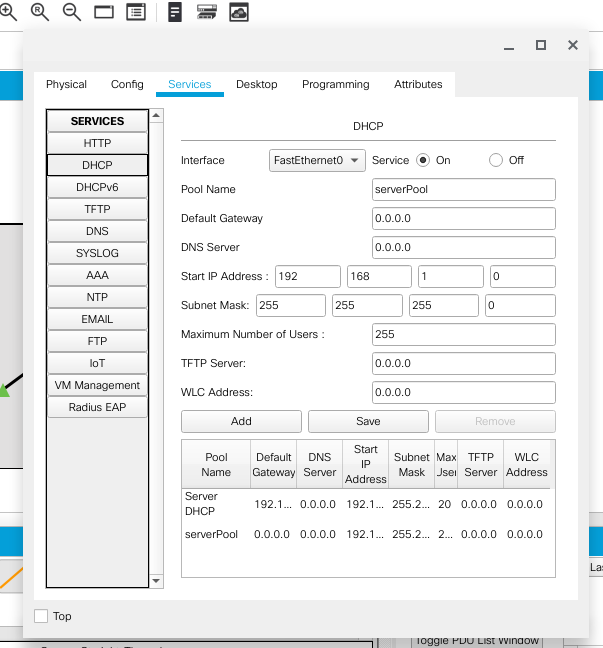 Physical Config Services Desktop Programming Attributes
SERVICES
HTTP
DHCP
DHCPv6
TFTP
DNS
SYSLOG
AAA
NTP
EMAIL
FTP
IoT
VM Management
Radius EAP
DHCP
Interface FastEthernet0 Service On Off
Pool Name serverPool
Default Gateway 0.0.0.0
DNS Server 0.0.0.0
Start IP Address : 192 168 1 0
Subnet Mask: 255 255 255 0
Maximum Number of Users : 255
TFTP Server: 0.0.0.0
WLC Address: 0.0.0.0
Add Save Remove
Pool Name Default Gateway DNS Server Start IP Address Subnet Mask Max User TFTP Server WLC Address
Server DHCP 192.1... 0.0.0.0 192.1... 255.2... 20 0.0.0.0 0.0.0.0
serverPool 0.0.0.0 0.0.0.0 192.1... 255.2... 2... 0.0.0.0 0.0.0.0
Top
Las
Toggle PDU List Window